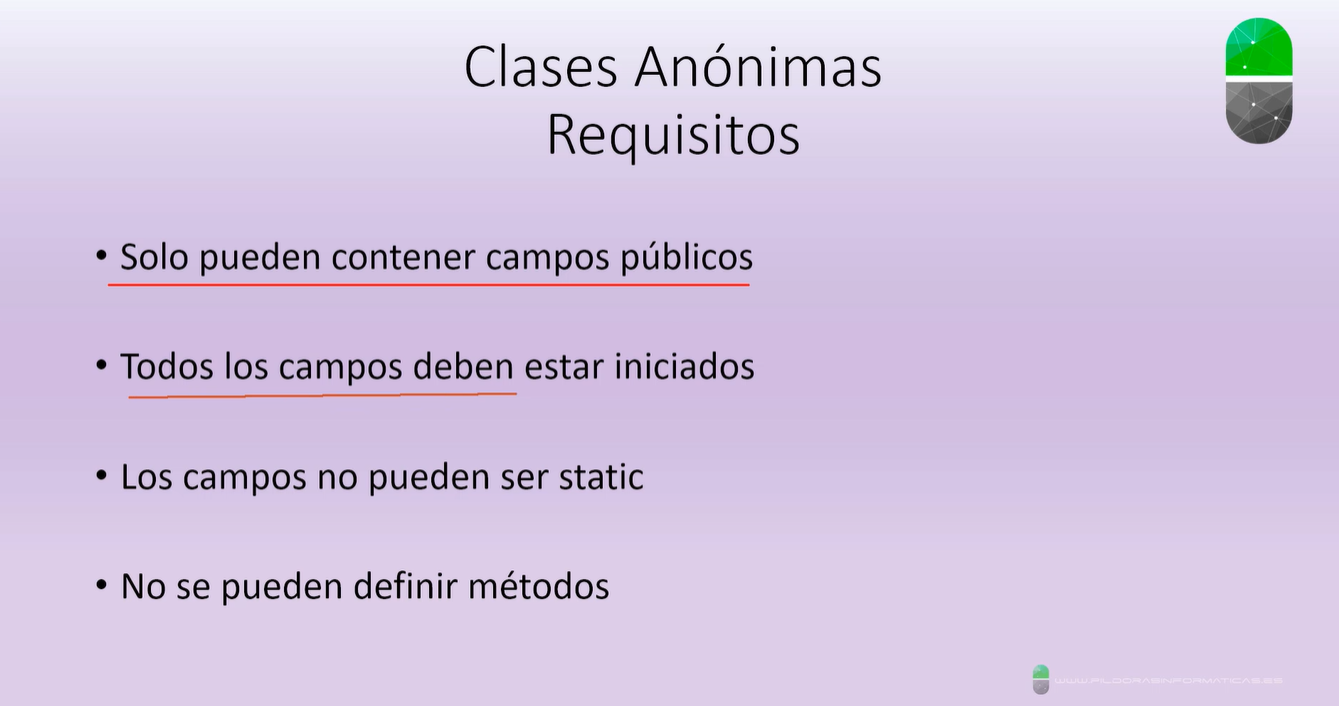 Clases Anónimas
Requisitos
• Solo pueden contener campos públicos
• Todos los campos deben estar iniciados
• Los campos no pueden ser static
• No se pueden definir métodos
WWW.PILDORASINFORMATICAS.ES